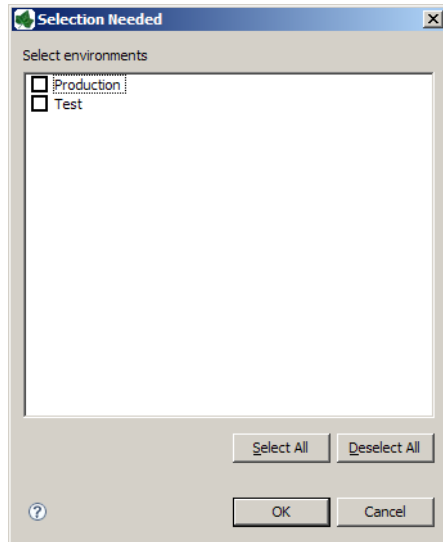 Selection Needed
Select environments
Production
Test
Select All
Deselect All
OK
Cancel